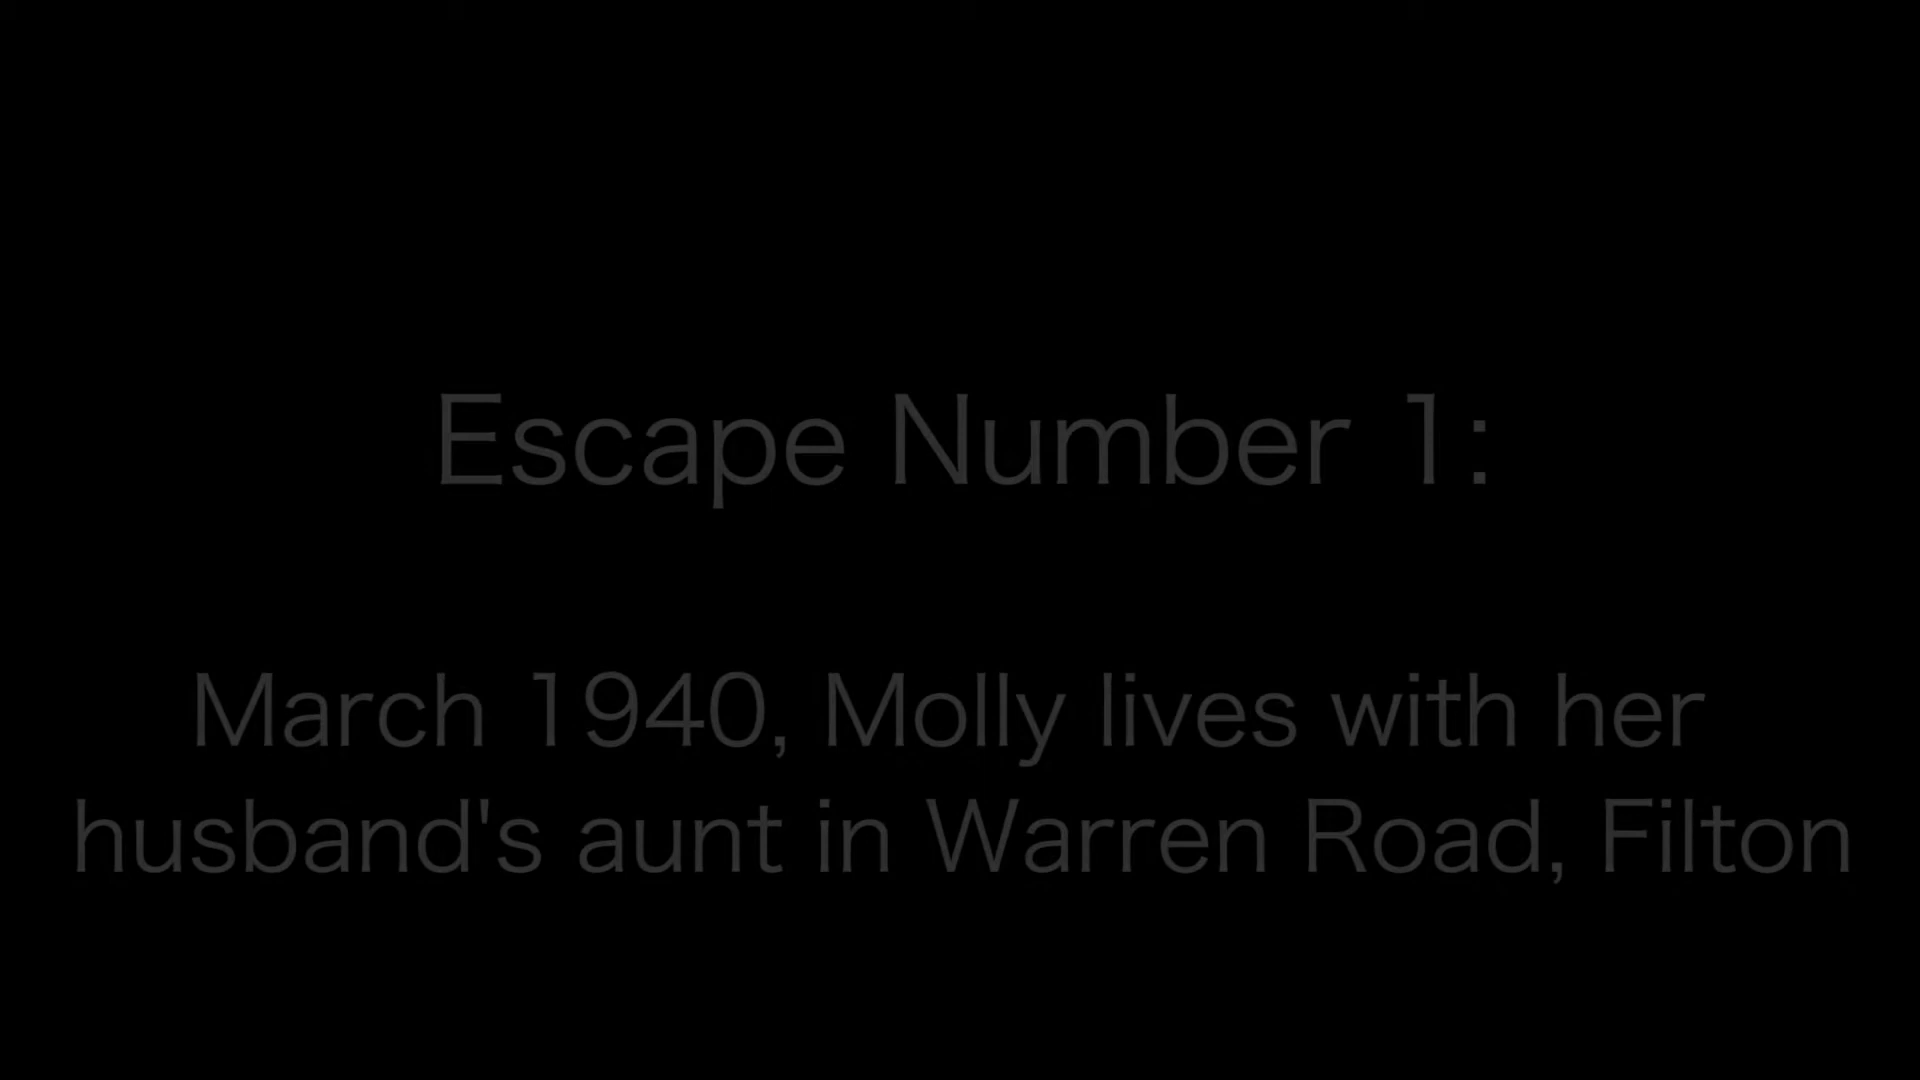 Escape Number 1:
March 1940, Molly lives with her
husband's aunt in Warren Road, Filton